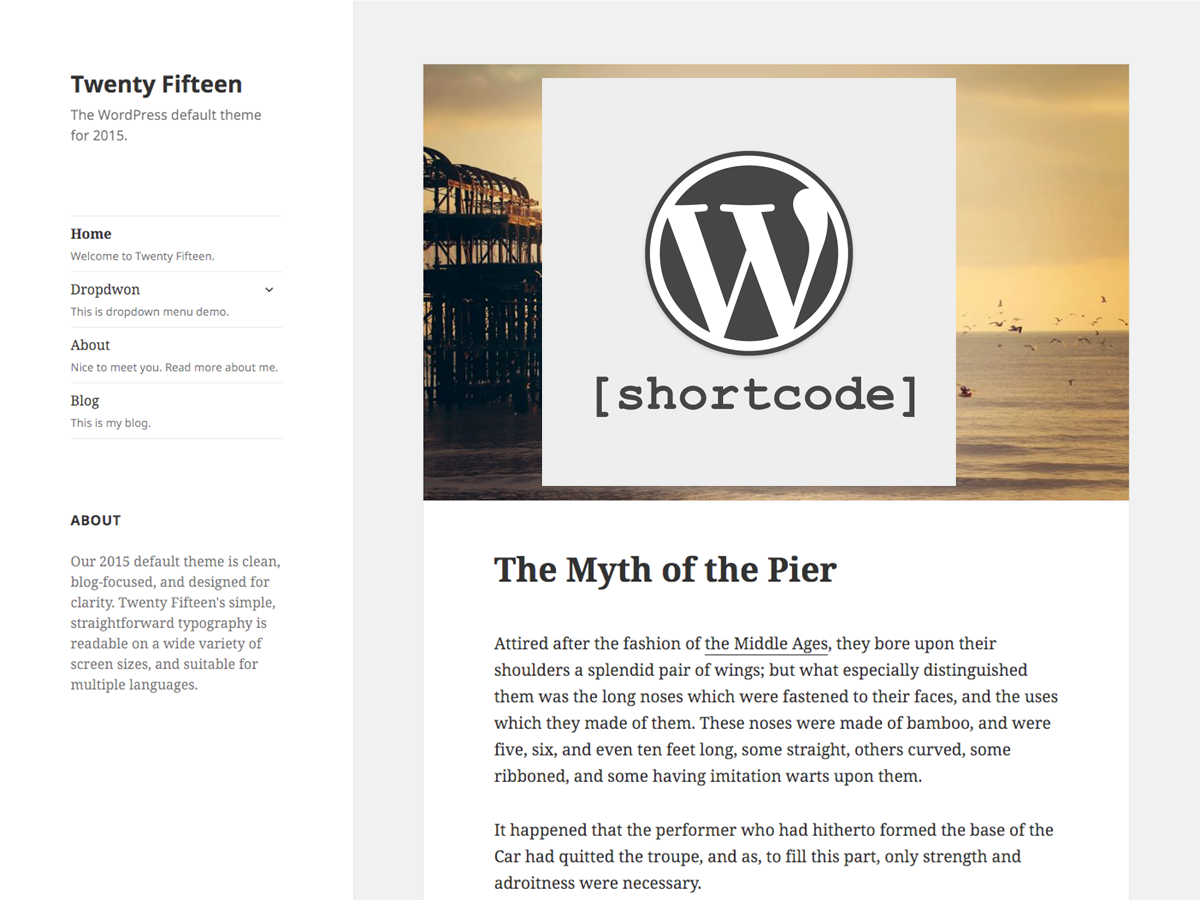 Twenty Fifteen
The WordPress default theme
for 2015.
Home
Welcome to Twenty Fifteen.
Dropdwon
This is dropdown menu demo.
About
Nice to meet you. Read more about me.
Blog
This is my blog.
ABOUT
Our 2015 default theme is clean,
blog-focused, and designed for
clarity. Twenty Fifteen's simple,
straightforward typography is
readable on a wide variety of
screen sizes, and suitable for
multiple languages.
W
[shortcode]
The Myth of the Pier
Attired after the fashion of the Middle Ages, they bore upon their
shoulders a splendid pair of wings; but what especially distinguished
them was the long noses which were fastened to their faces, and the uses
which they made of them. These noses were made of bamboo, and were
five, six, and even ten feet long, some straight, others curved, some
ribboned, and some having imitation warts upon them.
It happened that the performer who had hitherto formed the base of the
Car had quitted the troupe, and as, to fill this part, only strength and
adroitness were necessary.